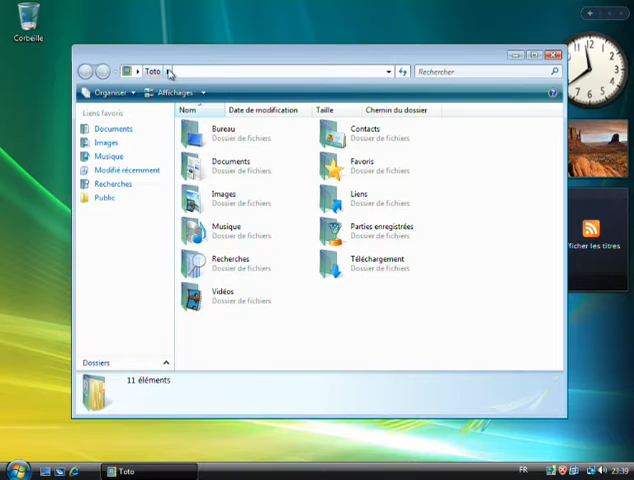 Corbeille
Toto
Rechercher
Organiser
Affichages
Liens favoris
Documents
Images
Musique
Modifié récemment
Recherches
Public
Dossiers
Nom
Date de modification
Taille
Chemin du dossier
Bureau
Dossier de fichiers
Contacts
Dossier de fichiers
Documents
Dossier de fichiers
Favoris
Dossier de fichiers
Images
Dossier de fichiers
Liens
Dossier de fichiers
Musique
Dossier de fichiers
Parties enregistrées
Dossier de fichiers
Recherches
Dossier de fichiers
Téléchargement
Dossier de fichiers
Vidéos
Dossier de fichiers
11 éléments
fficher les titres
Toto
FR
23:39